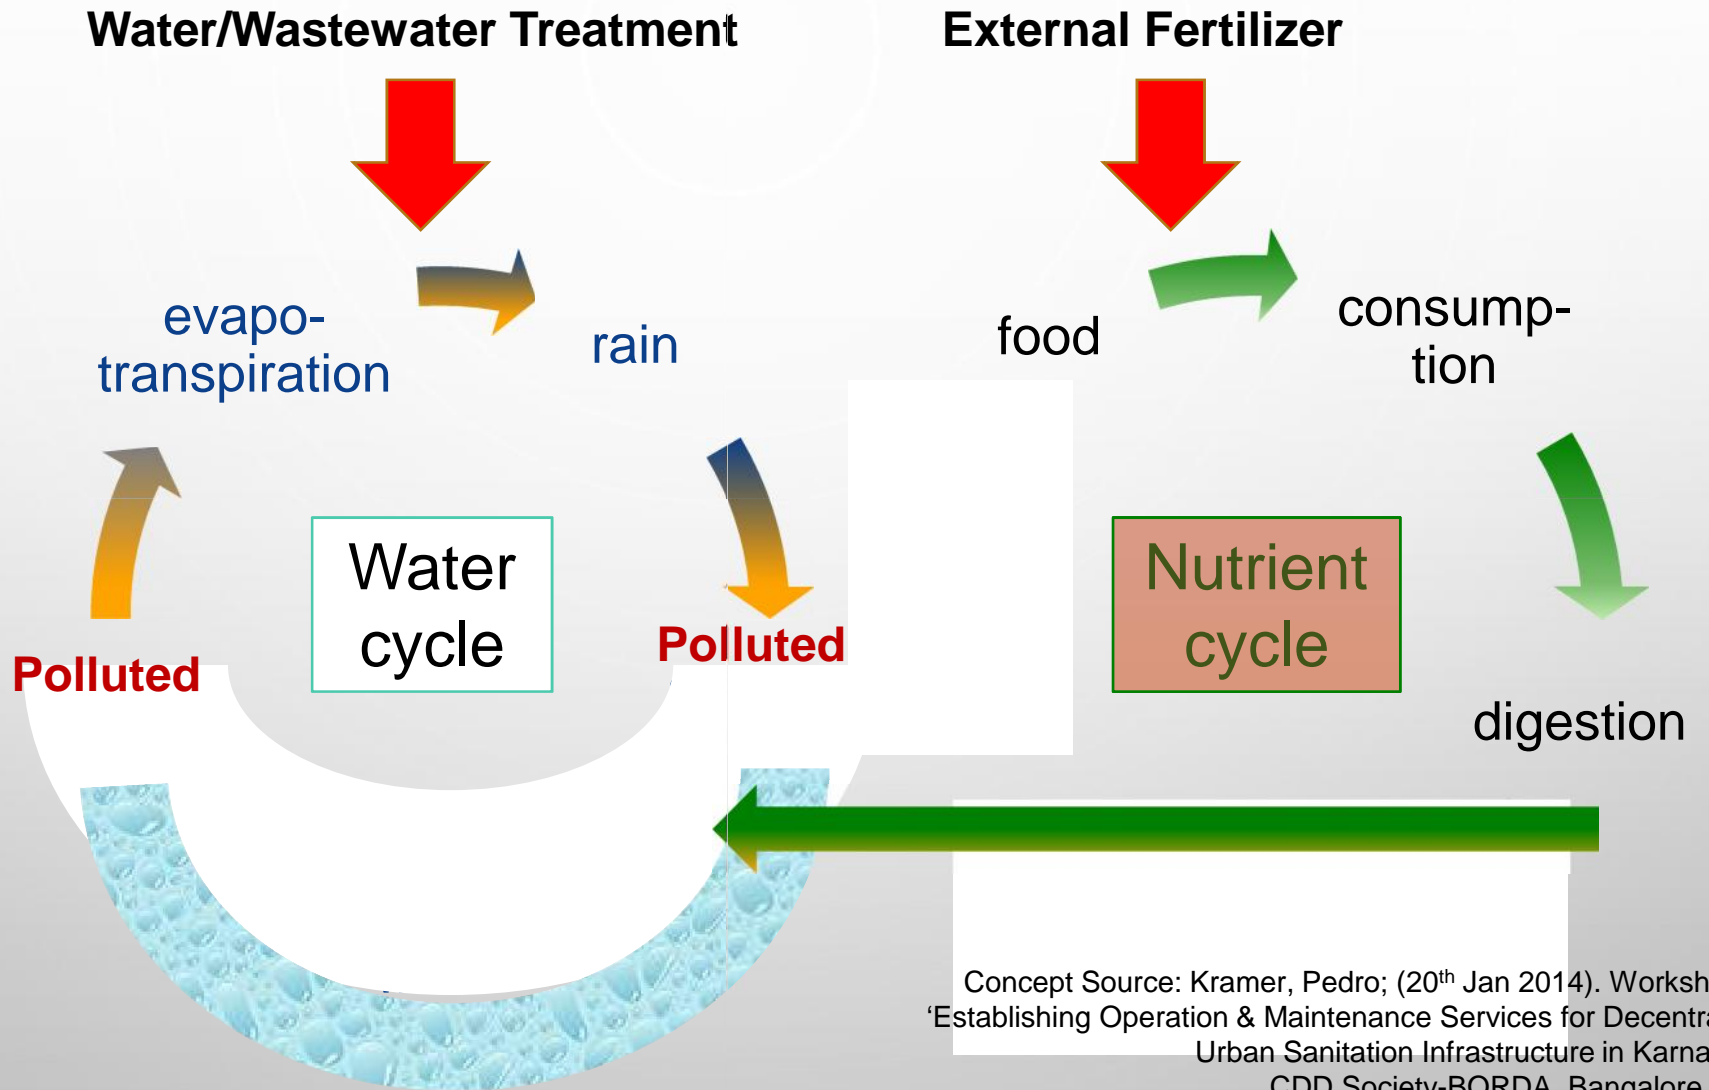 Water/Wastewater Treatment
External Fertilizer
evapo-
transpiration
rain
food
consump-
tion
Water
cycle
Nutrient
cycle
Polluted
Polluted
digestion
Concept Source: Kramer, Pedro; (20th Jan 2014). Worksh
‘Establishing Operation & Maintenance Services for Decentra
Urban Sanitation Infrastructure in Karna
CDD Society-BORDA, Bangalore